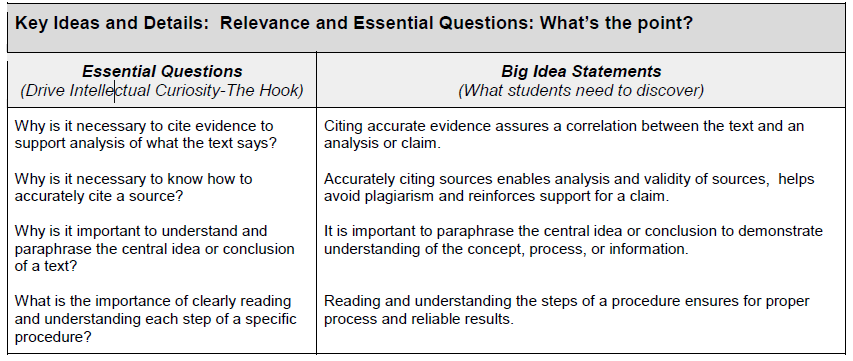 Key Ideas and Details:  Relevance and Essential Questions: What's the point?
Essential Questions
(Drive Intellectual Curiosity-The Hook)
Big Idea Statements
(What students need to discover)
Why is it necessary to cite evidence to
support analysis of what the text says?
Citing accurate evidence assures a correlation between the text and an
analysis or claim.
Why is it necessary to know how to
accurately cite a source?
Accurately citing sources enables analysis and validity of sources,  helps
avoid plagiarism and reinforces support for a claim.
Why is it important to understand and
paraphrase the central idea or conclusion
of a text?
It is important to paraphrase the central idea or conclusion to demonstrate
understanding of the concept, process, or information.
What is the importance of clearly reading
and understanding each step of a specific
procedure?
Reading and understanding the steps of a procedure ensures for proper
process and reliable results.